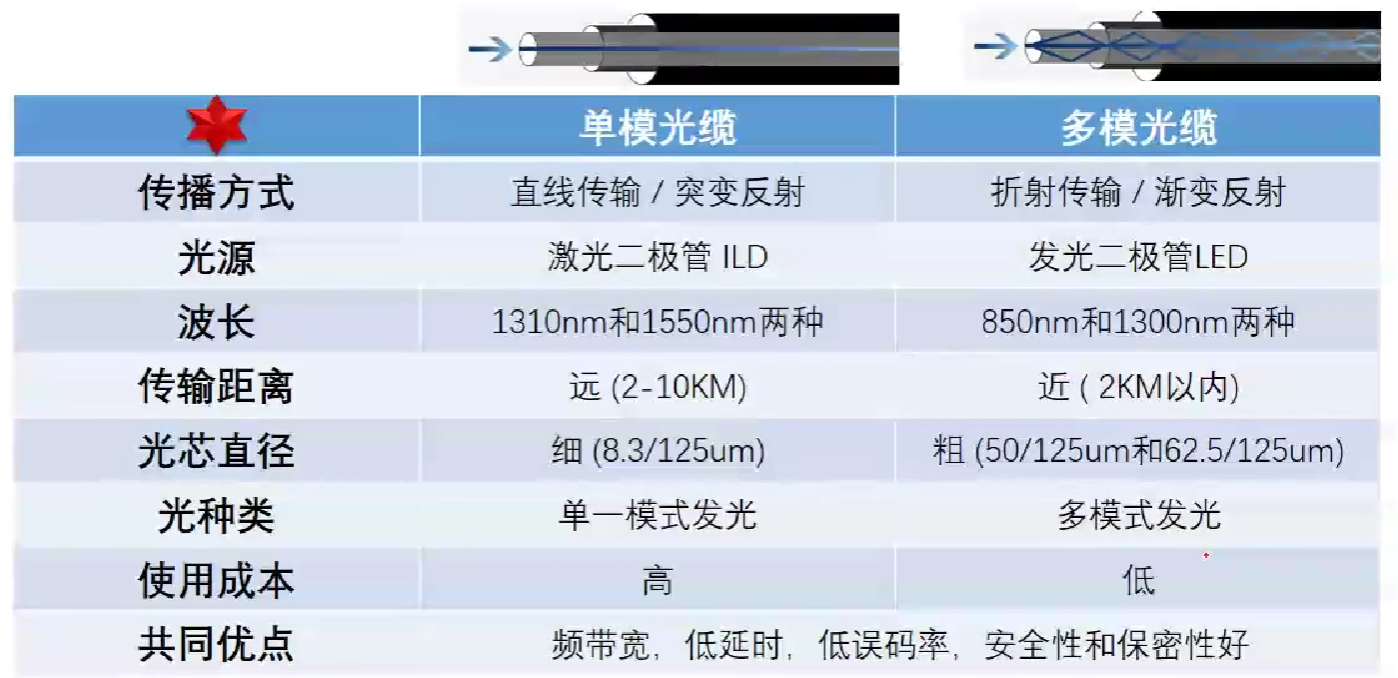 单模光缆 多模光缆
传播方式 直线传输 / 突变反射 折射传输 / 渐变反射
光源 激光二极管 ILD 发光二极管LED
波长 1310nm和1550nm两种 850nm和1300nm两种
传输距离 远 (2-10KM) 近 ( 2KM以内)
光芯直径 细 (8.3/125um) 粗 (50/125um和62.5/125um)
光种类 单一模式发光 多模式发光
使用成本 高 低
共同优点 频带宽, 低延时, 低误码率, 安全性和保密性好